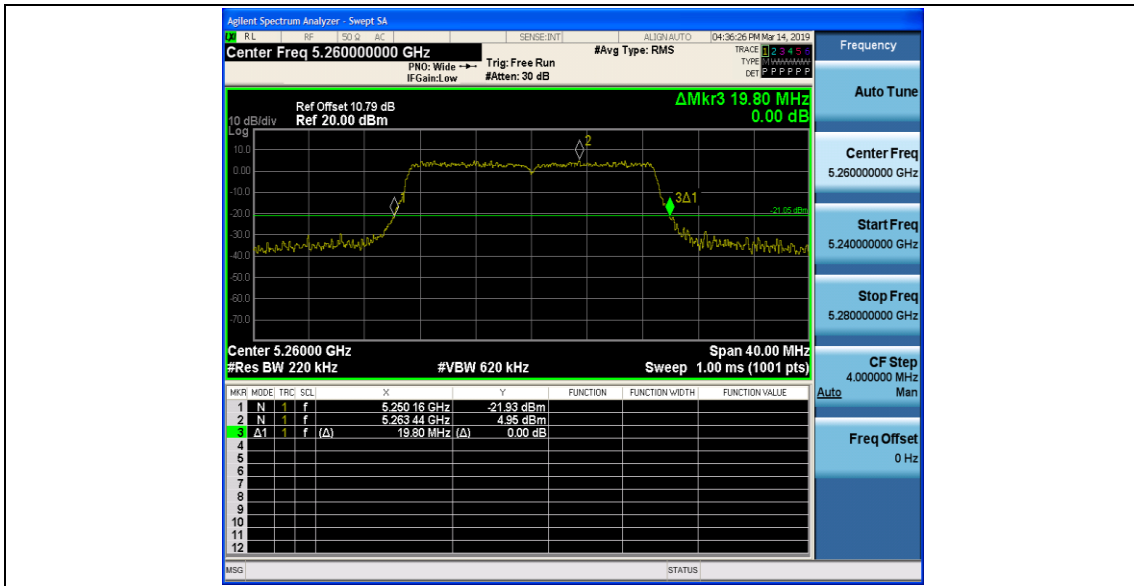 Agilent Spectrum Analyzer - Swept SA
RL RF 50 Ω AC SENSE:INT ALIGN AUTO 04:36:26 PM Mar 14, 2019
Center Freq 5.260000000 GHz
PNO: Wide
IFGain:Low
Trig: Free Run
#Atten: 30 dB
#Avg Type: RMS
TRACE 1 2 3 4 5 6
TYPE M
DET P P P P P P
Frequency
Auto Tune
Center Freq
5.260000000 GHz
Start Freq
5.240000000 GHz
Stop Freq
5.280000000 GHz
CF Step
4.000000 MHz
Auto Man
Freq Offset
0 Hz
ΔMkr3 19.80 MHz
0.00 dB
Ref Offset 10.79 dB
10 dB/div Ref 20.00 dBm
Log
10.0
0.00
-10.0
-20.0
-30.0
-40.0
-50.0
-60.0
-70.0
1
2
3Δ1
-21.05 dBm
Center 5.26000 GHz Span 40.00 MHz
#Res BW 220 kHz #VBW 620 kHz Sweep 1.00 ms (1001 pts)
MKR MODE TRC SCL X Y FUNCTION FUNCTION WIDTH FUNCTION VALUE
1 N 1 f 5.250 16 GHz -21.93 dBm
2 N 1 f 5.263 44 GHz 4.95 dBm
3 Δ1 1 f (Δ) 19.80 MHz (Δ) 0.00 dB
4
5
6
7
8
9
10
11
12
MSG STATUS